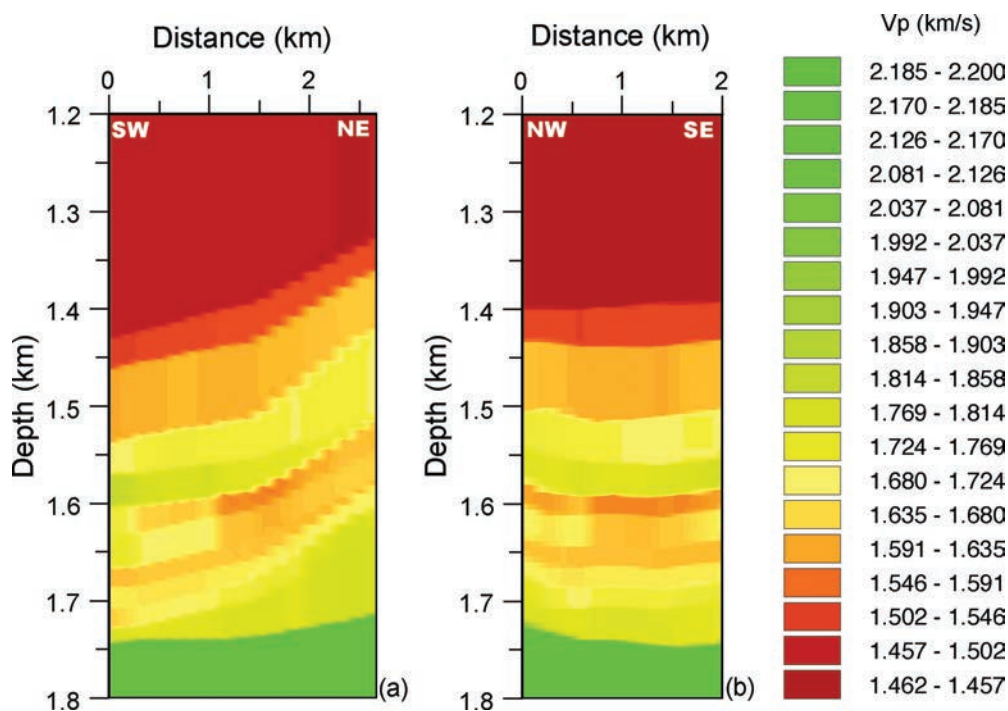 Distance (km)
0 1 2
SW NE
Depth (km)
1.2
1.3
1.4
1.5
1.6
1.7
1.8
(a)
Distance (km)
0 1 2
NW SE
Depth (km)
1.2
1.3
1.4
1.5
1.6
1.7
1.8
(b)
Vp (km/s)
2.185 - 2.200
2.170 - 2.185
2.126 - 2.170
2.081 - 2.126
2.037 - 2.081
1.992 - 2.037
1.947 - 1.992
1.903 - 1.947
1.858 - 1.903
1.814 - 1.858
1.769 - 1.814
1.724 - 1.769
1.680 - 1.724
1.635 - 1.680
1.591 - 1.635
1.546 - 1.591
1.502 - 1.546
1.457 - 1.502
1.462 - 1.457